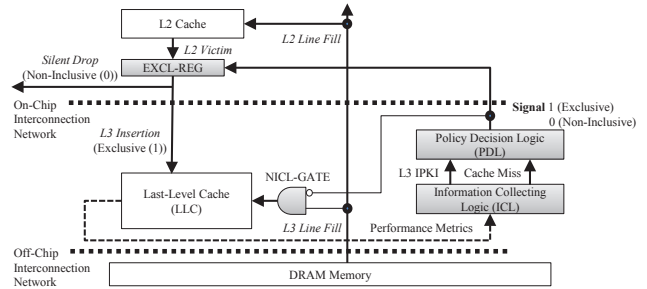 L2 Cache
L2 Line Fill
L2 Victim
Silent Drop
(Non-Inclusive (0))
EXCL-REG
On-Chip
Interconnection
Network
Signal 1 (Exclusive)
0 (Non-Inclusive)
L3 Insertion
(Exclusive (1))
Policy Decision Logic
(PDL)
NICL-GATE
L3 IPKI
Cache Miss
Last-Level Cache
(LLC)
Information Collecting
Logic (ICL)
L3 Line Fill
Performance Metrics
Off-Chip
Interconnection
Network
DRAM Memory